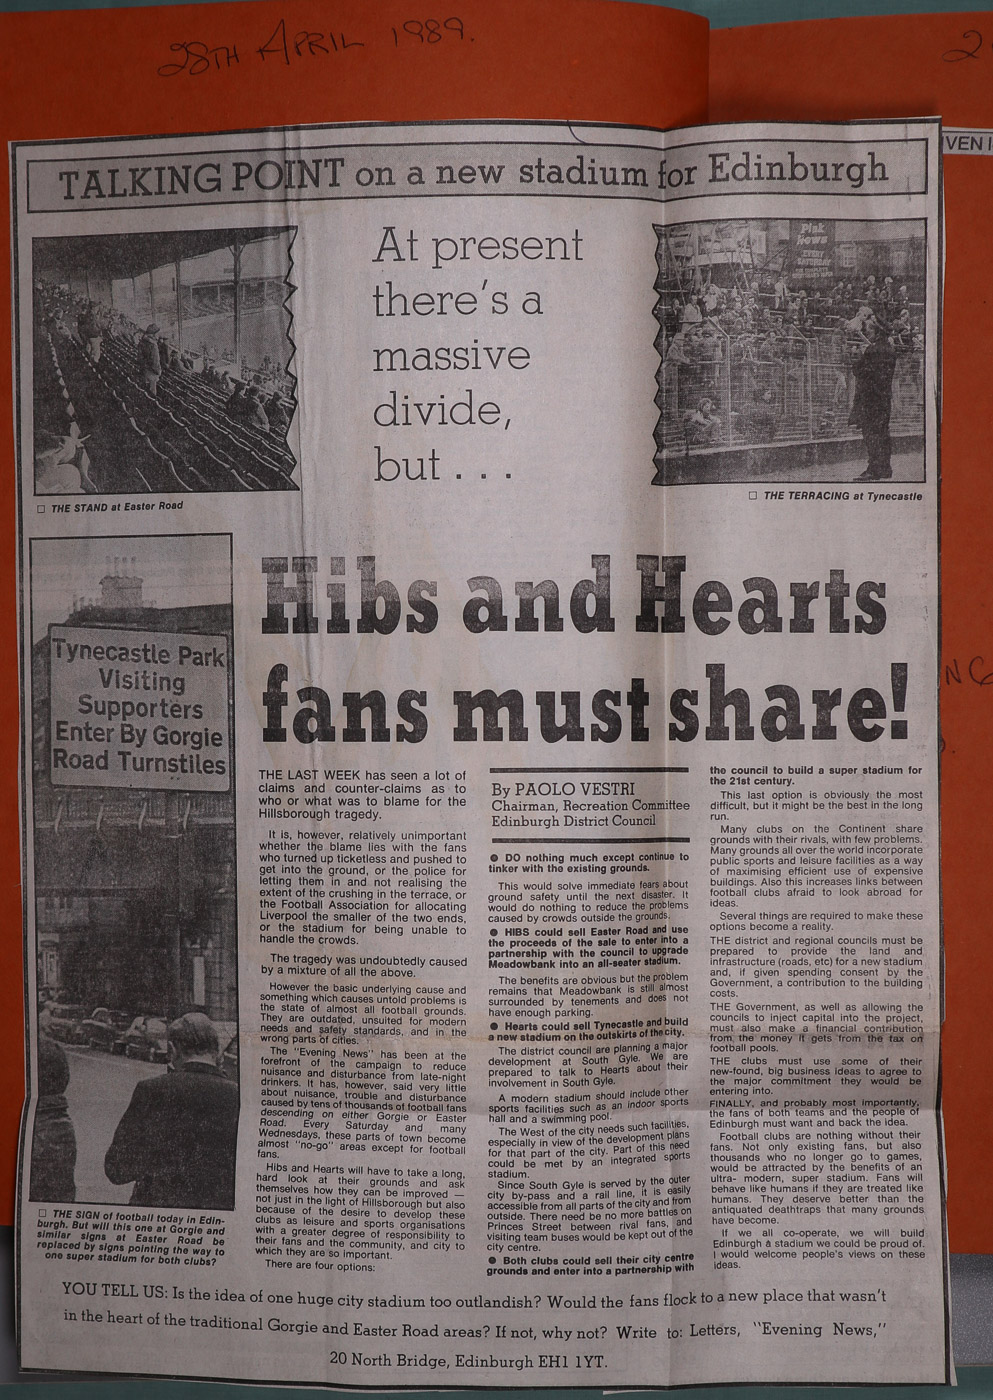 28TH APRIL 1989.
2
VEN I
TALKING POINT on a new stadium for Edinburgh
At present
there's a
massive
divide,
but . . .
Pink
News
□ THE STAND at Easter Road
□ THE TERRACING at Tynecastle
Hibs and Hearts
fans must share!
Tynecastle Park
Visiting
Supporters
Enter By Gorgie
Road Turnstiles
□ THE SIGN of football today in Edin-
burgh. But will this one at Gorgie and
similar signs at Easter Road be
replaced by signs pointing the way to
one super stadium for both clubs?
THE LAST WEEK has seen a lot of
claims and counter-claims as to
who or what was to blame for the
Hillsborough tragedy.
It is, however, relatively unimportant
whether the blame lies with the fans
who turned up ticketless and pushed to
get into the ground, or the police for
letting them in and not realising the
extent of the crushing in the terrace, or
the Football Association for allocating
Liverpool the smaller of the two ends,
or the stadium for being unable to
handle the crowds.
The tragedy was undoubtedly caused
by a mixture of all the above.
However the basic underlying cause and
something which causes untold problems is
the state of almost all football grounds.
They are outdated, unsuited for modern
needs and safety standards, and in the
wrong parts of cities.
The "Evening News" has been at the
forefront of the campaign to reduce
nuisance and disturbance from late-night
drinkers. It has, however, said very little
about nuisance, trouble and disturbance
caused by tens of thousands of football fans
descending on either Gorgie or Easter
Road. Every Saturday and many
Wednesdays, these parts of town become
almost "no-go" areas except for football
fans.
Hibs and Hearts will have to take a long,
hard look at their grounds and ask
themselves how they can be improved —
not just in the light of Hillsborough but also
because of the desire to develop these
clubs as leisure and sports organisations
with a greater degree of responsibility to
their fans and the community, and city to
which they are so important.
There are four options:
By PAOLO VESTRI
Chairman, Recreation Committee
Edinburgh District Council
● DO nothing much except continue to
tinker with the existing grounds.
This would solve immediate fears about
ground safety until the next disaster. It
would do nothing to reduce the problems
caused by crowds outside the grounds.
● HIBS could sell Easter Road and use
the proceeds of the sale to enter into a
partnership with the council to upgrade
Meadowbank into an all-seater stadium.
The benefits are obvious but the problem
remains that Meadowbank is still almost
surrounded by tenements and does not
have enough parking.
● Hearts could sell Tynecastle and build
a new stadium on the outskirts of the city.
The district council are planning a major
development at South Gyle. We are
prepared to talk to Hearts about their
involvement in South Gyle.
A modern stadium should include other
sports facilities such as an indoor sports
hall and a swimming pool.
The West of the city needs such facilities,
especially in view of the development plans
for that part of the city. Part of this need
could be met by an integrated sports
stadium.
Since South Gyle is served by the outer
city by-pass and a rail line, it is easily
accessible from all parts of the city and from
outside. There need be no more battles on
Princes Street between rival fans, and
visiting team buses would be kept out of the
city centre.
● Both clubs could sell their city centre
grounds and enter into a partnership with
the council to build a super stadium for
the 21st century.
This last option is obviously the most
difficult, but it might be the best in the long
run.
Many clubs on the Continent share
grounds with their rivals, with few problems.
Many grounds all over the world incorporate
public sports and leisure facilities as a way
of maximising efficient use of expensive
buildings. Also this increases links between
football clubs afraid to look abroad for
ideas.
Several things are required to make these
options become a reality.
THE district and regional councils must be
prepared to provide the land and
infrastructure (roads, etc) for a new stadium
and, if given spending consent by the
Government, a contribution to the building
costs.
THE Government, as well as allowing the
councils to inject capital into the project,
must also make a financial contribution
from the money it gets from the tax on
football pools.
THE clubs must use some of their
new-found, big business ideas to agree to
the major commitment they would be
entering into.
FINALLY, and probably most importantly,
the fans of both teams and the people of
Edinburgh must want and back the idea.
Football clubs are nothing without their
fans. Not only existing fans, but also
thousands who no longer go to games,
would be attracted by the benefits of an
ultra- modern, super stadium. Fans will
behave like humans if they are treated like
humans. They deserve better than the
antiquated deathtraps that many grounds
have become.
If we all co-operate, we will build
Edinburgh a stadium we could be proud of.
I would welcome people's views on these
ideas.
YOU TELL US: Is the idea of one huge city stadium too outlandish? Would the fans flock to a new place that wasn't
in the heart of the traditional Gorgie and Easter Road areas? If not, why not? Write to: Letters, "Evening News,"
20 North Bridge, Edinburgh EH1 1YT.